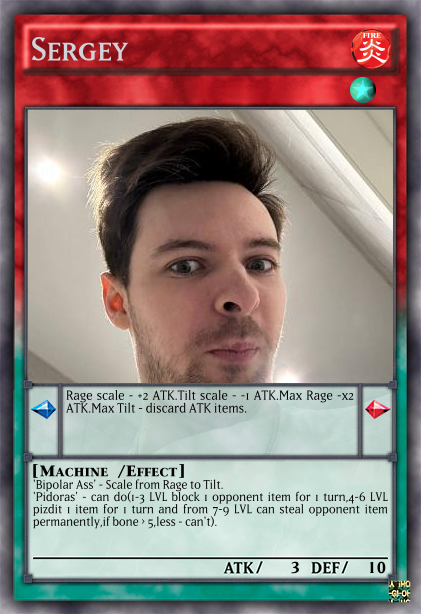 SERGEY
FIRE
炎
Rage scale - +2 ATK.Tilt scale - -1 ATK.Max Rage -x2
ATK.Max Tilt - discard ATK items.
[MACHINE /EFFECT]
'Bipolar Ass' - Scale from Rage to Tilt.
'Pidoras' - can do(1-3 LVL block 1 opponent item for 1 turn,4-6 LVL
pizdit 1 item for 1 turn and from 7-9 LVL can steal opponent item
permanently,if bone > 5,less - can't).
ATK/ 3 DEF/ 10